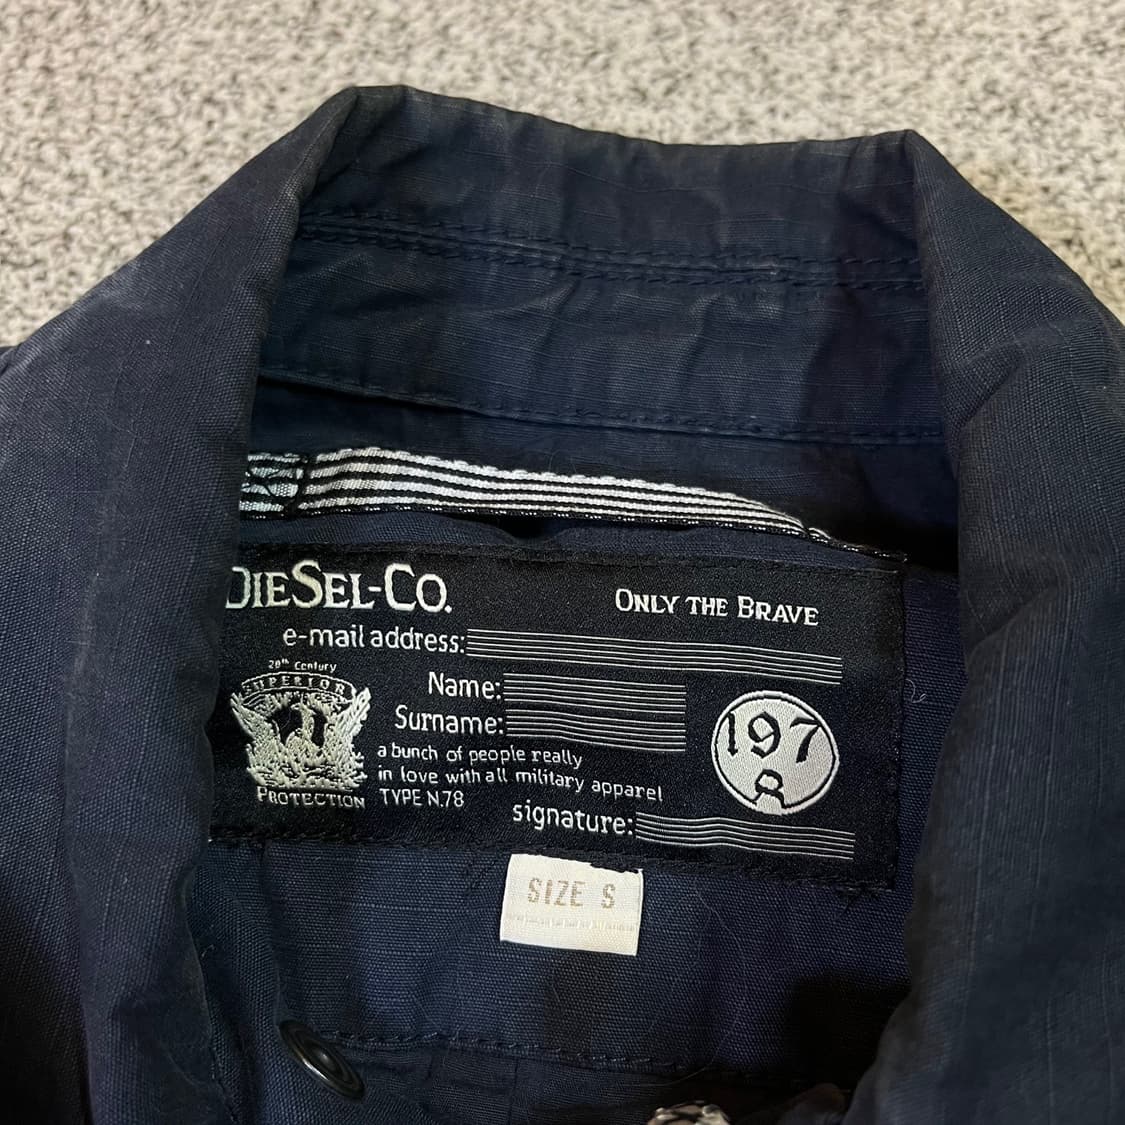 DIESEL-CO.
ONLY THE BRAVE
e-mail address:
20th Century
SUPERIOR
PROTECTION
Name:
Surname:
a bunch of people really
in love with all military apparel
TYPE N.78
signature:
197
8
SIZE S